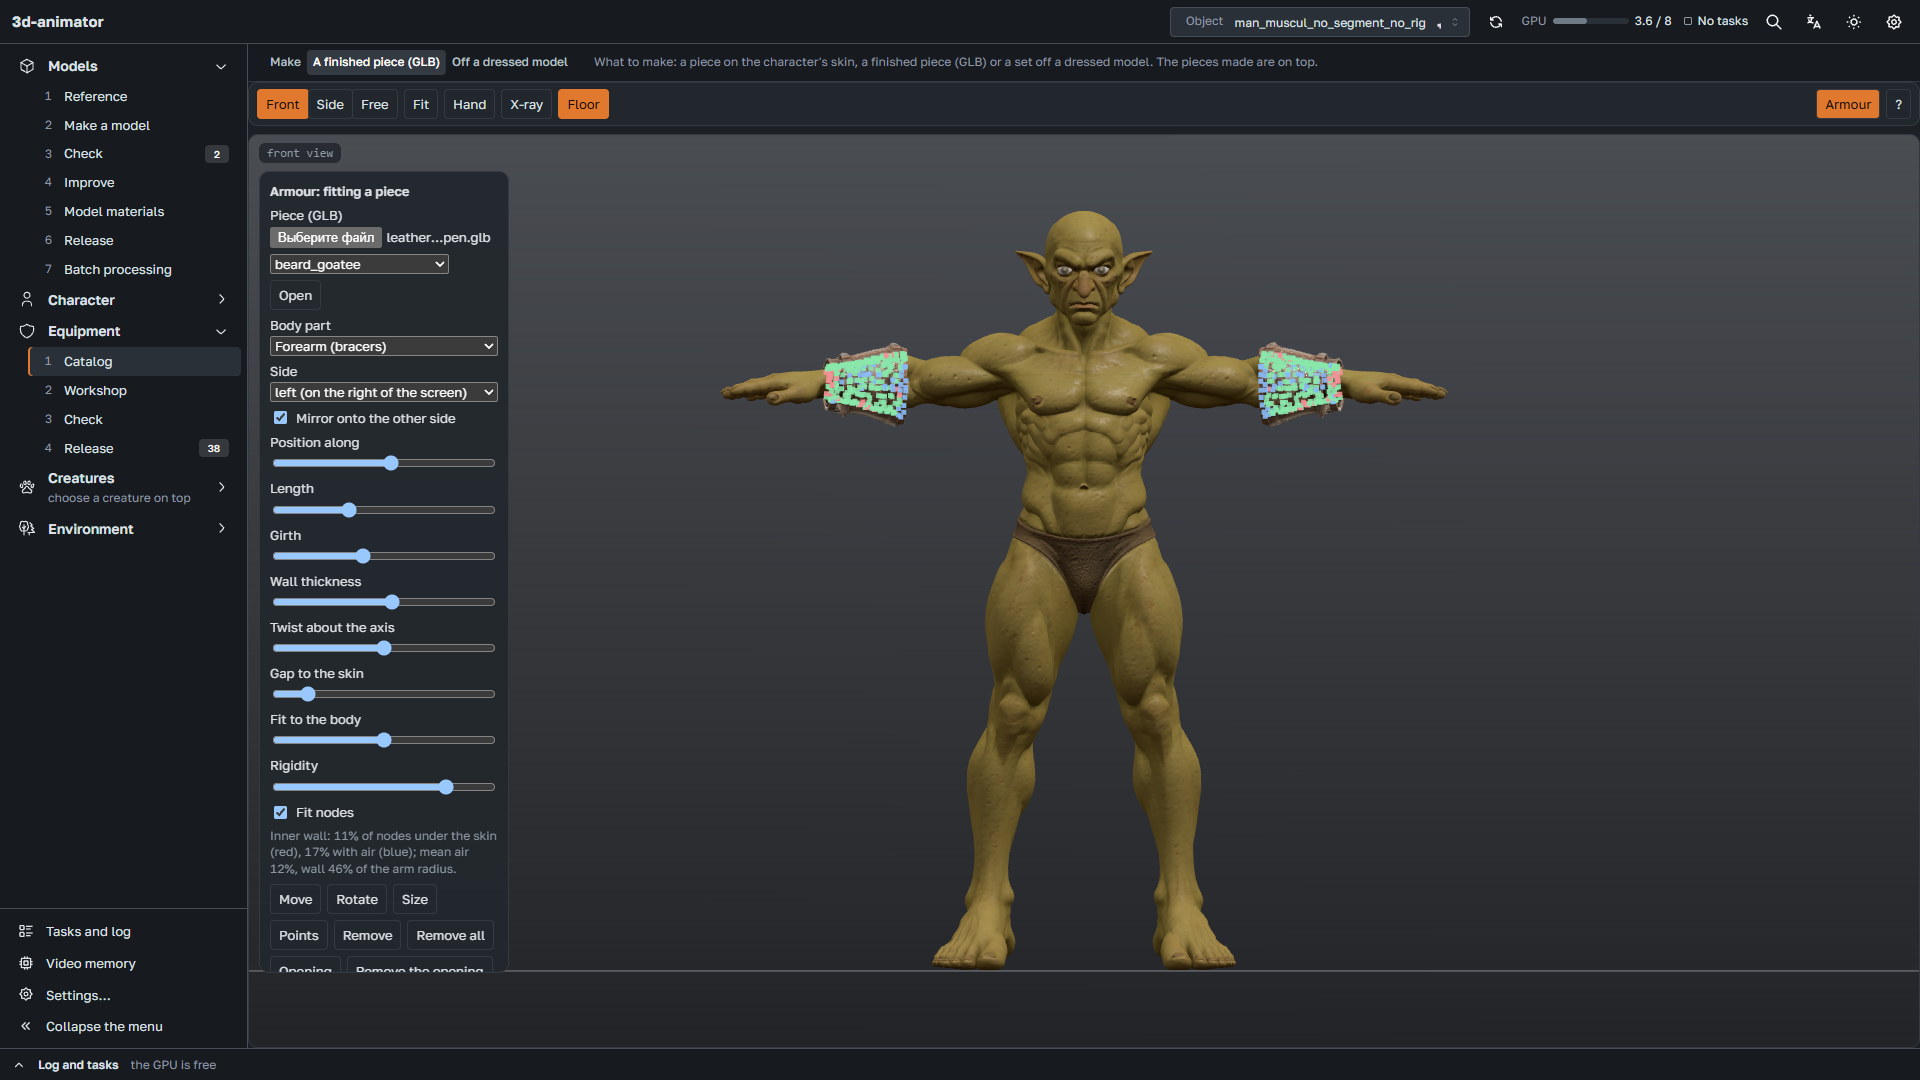 3d-animator
Object man_muscul_no_segment_no_rig
GPU 3.6 / 8 No tasks
Models
1 Reference
2 Make a model
3 Check 2
4 Improve
5 Model materials
6 Release
7 Batch processing
Character
Equipment
1 Catalog
2 Workshop
3 Check
4 Release 38
Creatures
choose a creature on top
Environment
Tasks and log
Video memory
Settings...
Collapse the menu
Make A finished piece (GLB) Off a dressed model What to make: a piece on the character's skin, a finished piece (GLB) or a set off a dressed model. The pieces made are on top.
Front Side Free Fit Hand X-ray Floor Armour ?
front view
Armour: fitting a piece
Piece (GLB)
Выберите файл leather...pen.glb
beard_goatee
Open
Body part
Forearm (bracers)
Side
left (on the right of the screen)
Mirror onto the other side
Position along
Length
Girth
Wall thickness
Twist about the axis
Gap to the skin
Fit to the body
Rigidity
Fit nodes
Inner wall: 11% of nodes under the skin
(red), 17% with air (blue); mean air
12%, wall 46% of the arm radius.
Move Rotate Size
Points Remove Remove all
Opening Remove the opening
Log and tasks the GPU is free